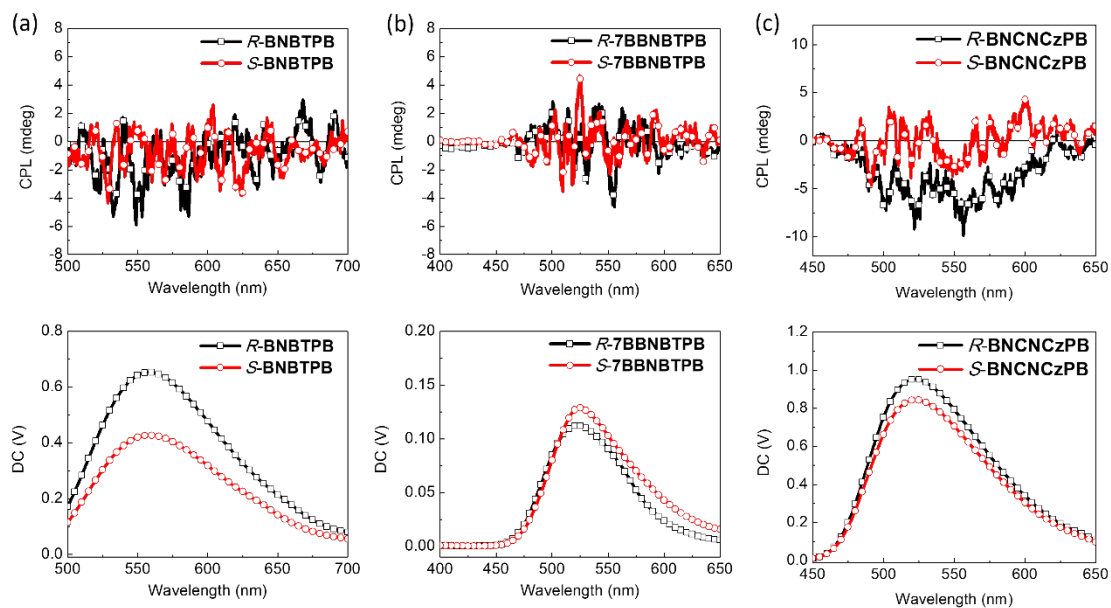 (a)
8
6
4
2
0
-2
-4
-6
-8
CPL (mdeg)
R-BNBTPB
S-BNBTPB
500 550 600 650 700
Wavelength (nm)
(b)
8
6
4
2
0
-2
-4
-6
-8
CPL (mdeg)
R-7BBNBTPB
S-7BBNBTPB
400 450 500 550 600 650
Wavelength (nm)
(c)
10
5
0
-5
-10
CPL (mdeg)
R-BNCNCzPB
S-BNCNCzPB
450 500 550 600 650
Wavelength (nm)
0.8
0.6
0.4
0.2
0.0
DC (V)
R-BNBTPB
S-BNBTPB
500 550 600 650 700
Wavelength (nm)
0.20
0.15
0.10
0.05
0.00
DC (V)
R-7BBNBTPB
S-7BBNBTPB
400 450 500 550 600 650
Wavelength (nm)
1.2
1.0
0.8
0.6
0.4
0.2
0.0
DC (V)
R-BNCNCzPB
S-BNCNCzPB
450 500 550 600 650
Wavelength (nm)